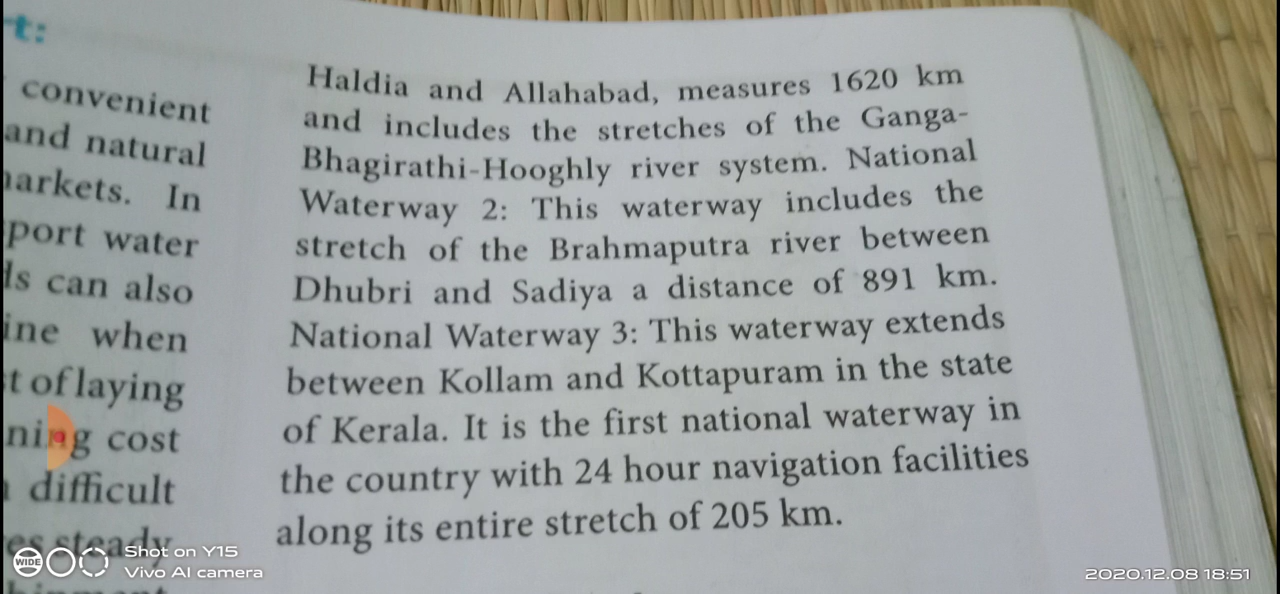 t:
convenient
and natural
arkets. In
port water
ls can also
ine when
t of laying
ning cost
difficult
es steady
Haldia and Allahabad, measures 1620 km
and includes the stretches of the Ganga-
Bhagirathi-Hooghly river system. National
Waterway 2: This waterway includes the
stretch of the Brahmaputra river between
Dhubri and Sadiya a distance of 891 km.
National Waterway 3: This waterway extends
between Kollam and Kottapuram in the state
of Kerala. It is the first national waterway in
the country with 24 hour navigation facilities
along its entire stretch of 205 km.
WIDE
Shot on Y15
Vivo AI camera
2020.12.08 18:51